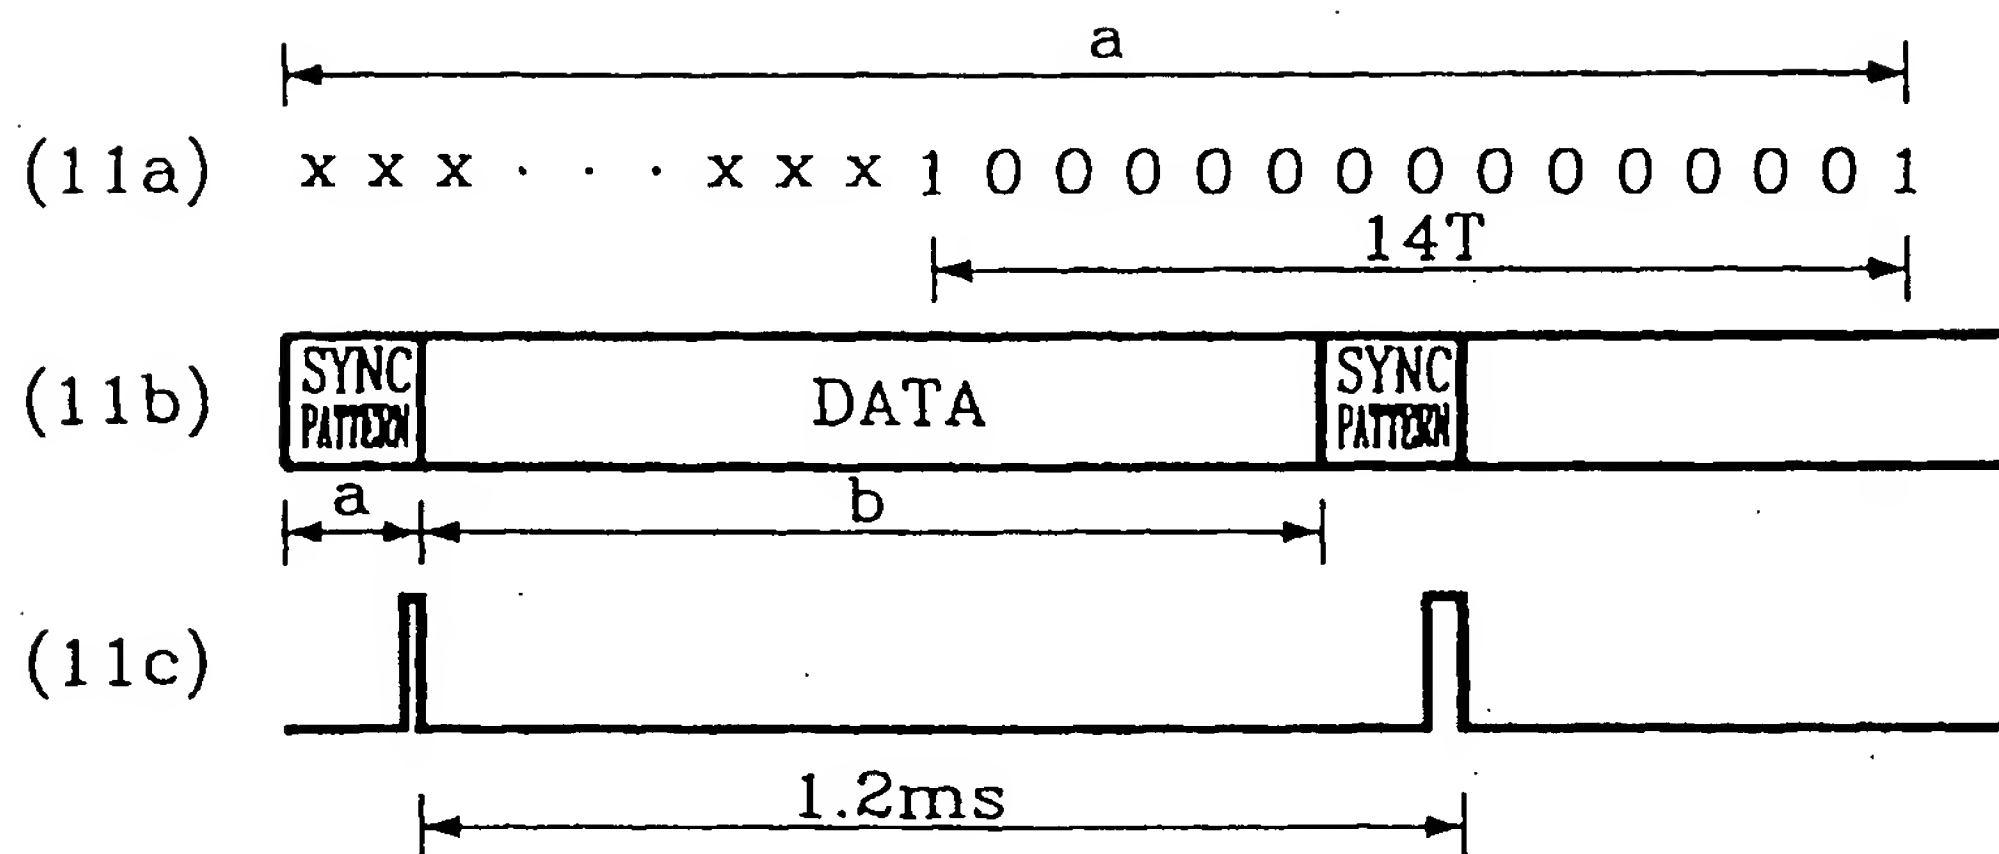 a
(11a) x x x · · · x x x 1 0 0 0 0 0 0 0 0 0 0 0 0 0 1
14T
(11b) SYNC PATTERN DATA SYNC PATTERN
a b
(11c)
1.2ms